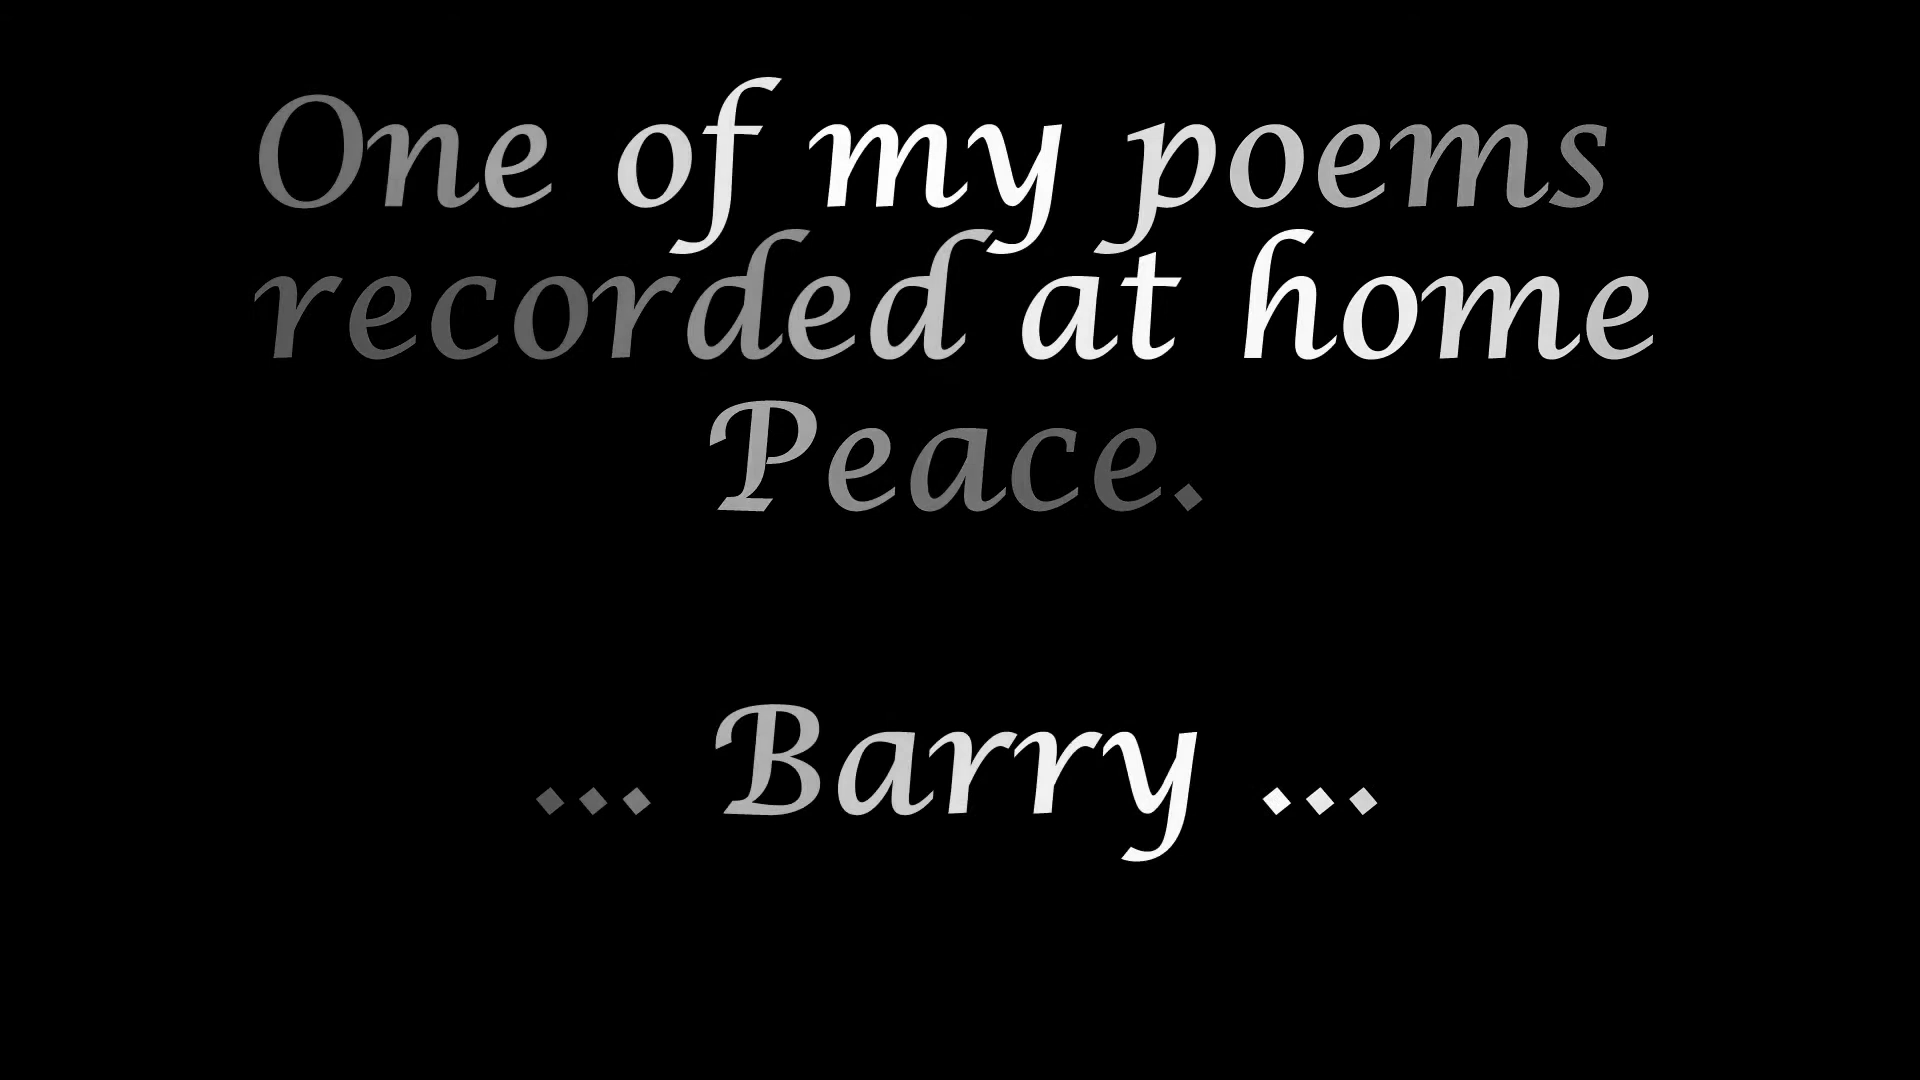 One of my poems
recorded at home
Peace.
... Barry ...